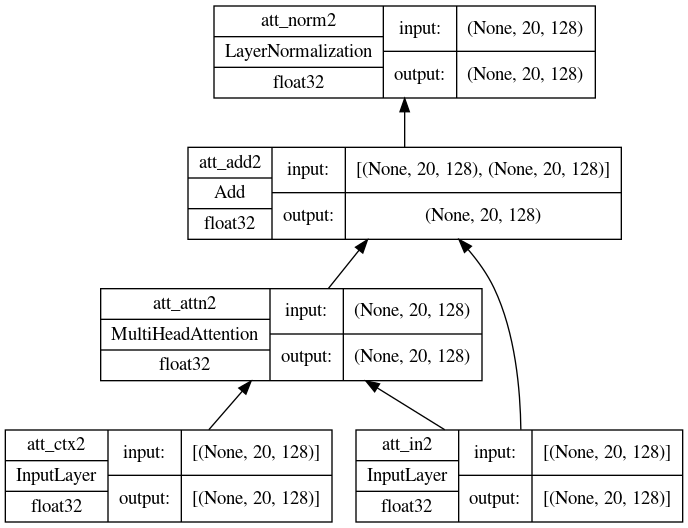 att_norm2
LayerNormalization
float32
input:
(None, 20, 128)
output:
(None, 20, 128)
att_add2
Add
float32
input:
[(None, 20, 128), (None, 20, 128)]
output:
(None, 20, 128)
att_attn2
MultiHeadAttention
float32
input:
(None, 20, 128)
output:
(None, 20, 128)
att_ctx2
InputLayer
float32
input:
[(None, 20, 128)]
output:
[(None, 20, 128)]
att_in2
InputLayer
float32
input:
[(None, 20, 128)]
output:
[(None, 20, 128)]